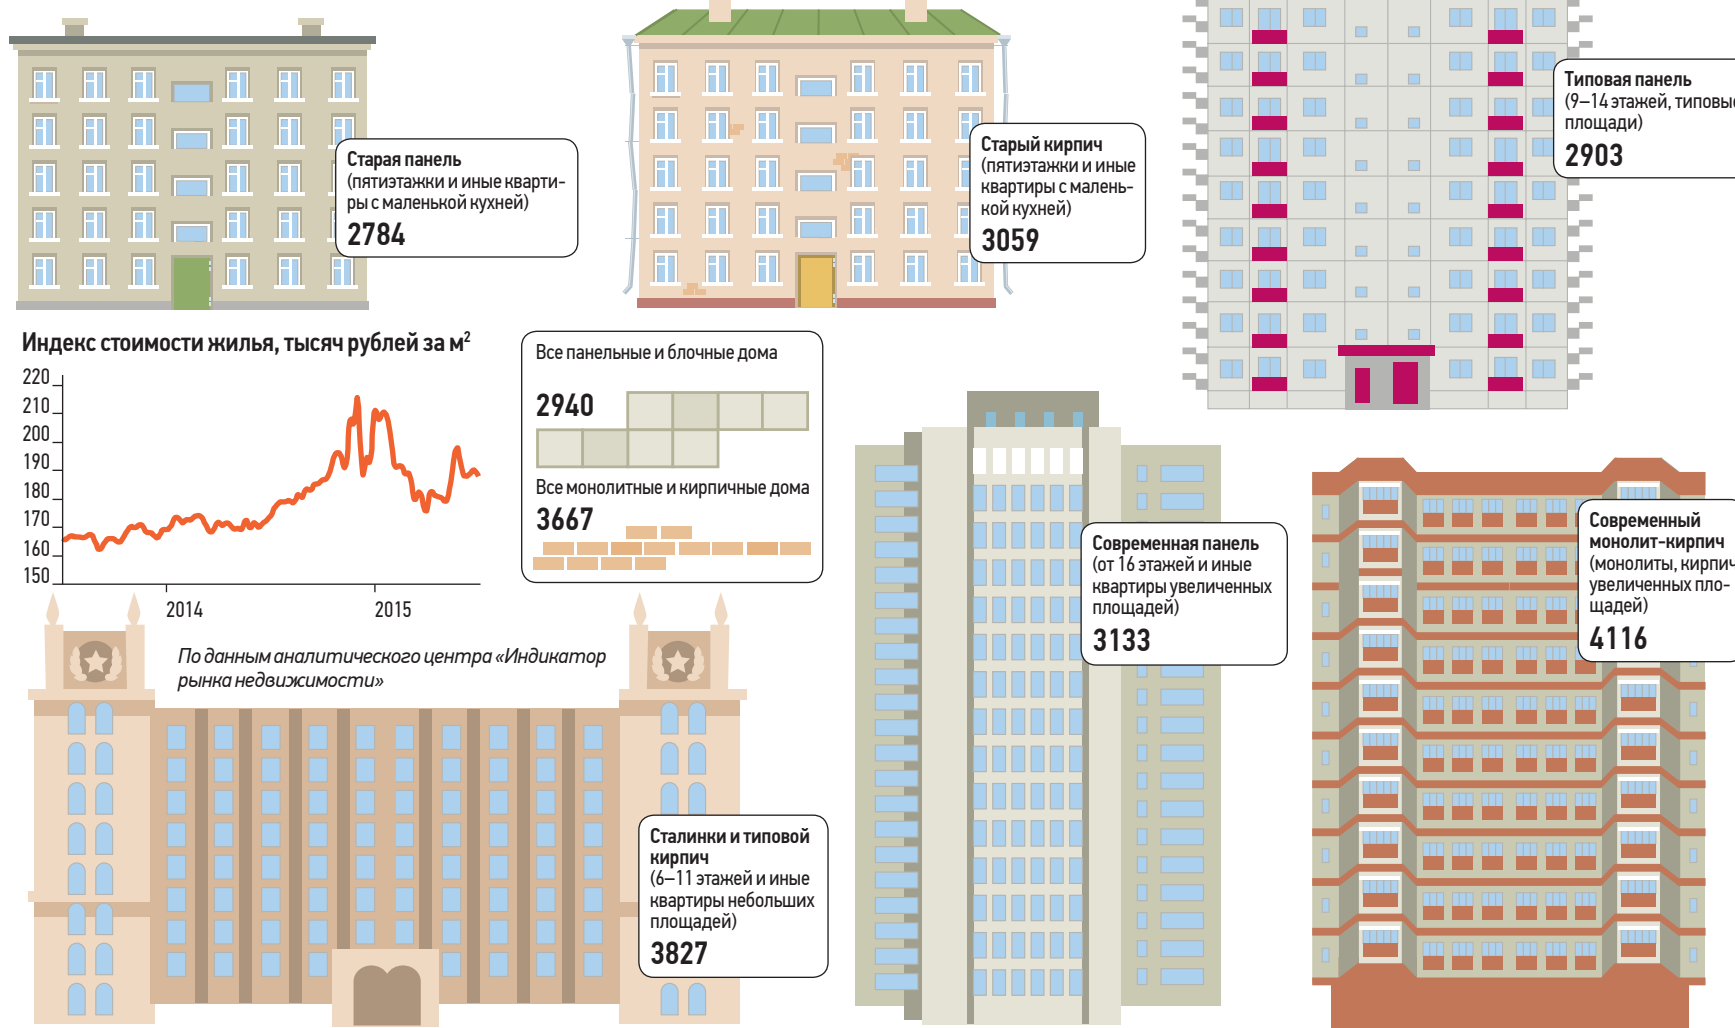 Старая панель
(пятиэтажки и иные кварти-
ры с маленькой кухней)
2784
Старый кирпич
(пятиэтажки и иные
квартиры с малень-
кой кухней)
3059
Типовая панель
(9–14 этажей, типовые
площади)
2903
Индекс стоимости жилья, тысяч рублей за м²
220
210
200
190
180
170
160
150
2014
2015
По данным аналитического центра «Индикатор
рынка недвижимости»
Все панельные и блочные дома
2940
Все монолитные и кирпичные дома
3667
Современная панель
(от 16 этажей и иные
квартиры увеличенных
площадей)
3133
Современный
монолит-кирпич
(монолиты, кирпич
увеличенных пло-
щадей)
4116
Сталинки и типовой
кирпич
(6–11 этажей и иные
квартиры небольших
площадей)
3827